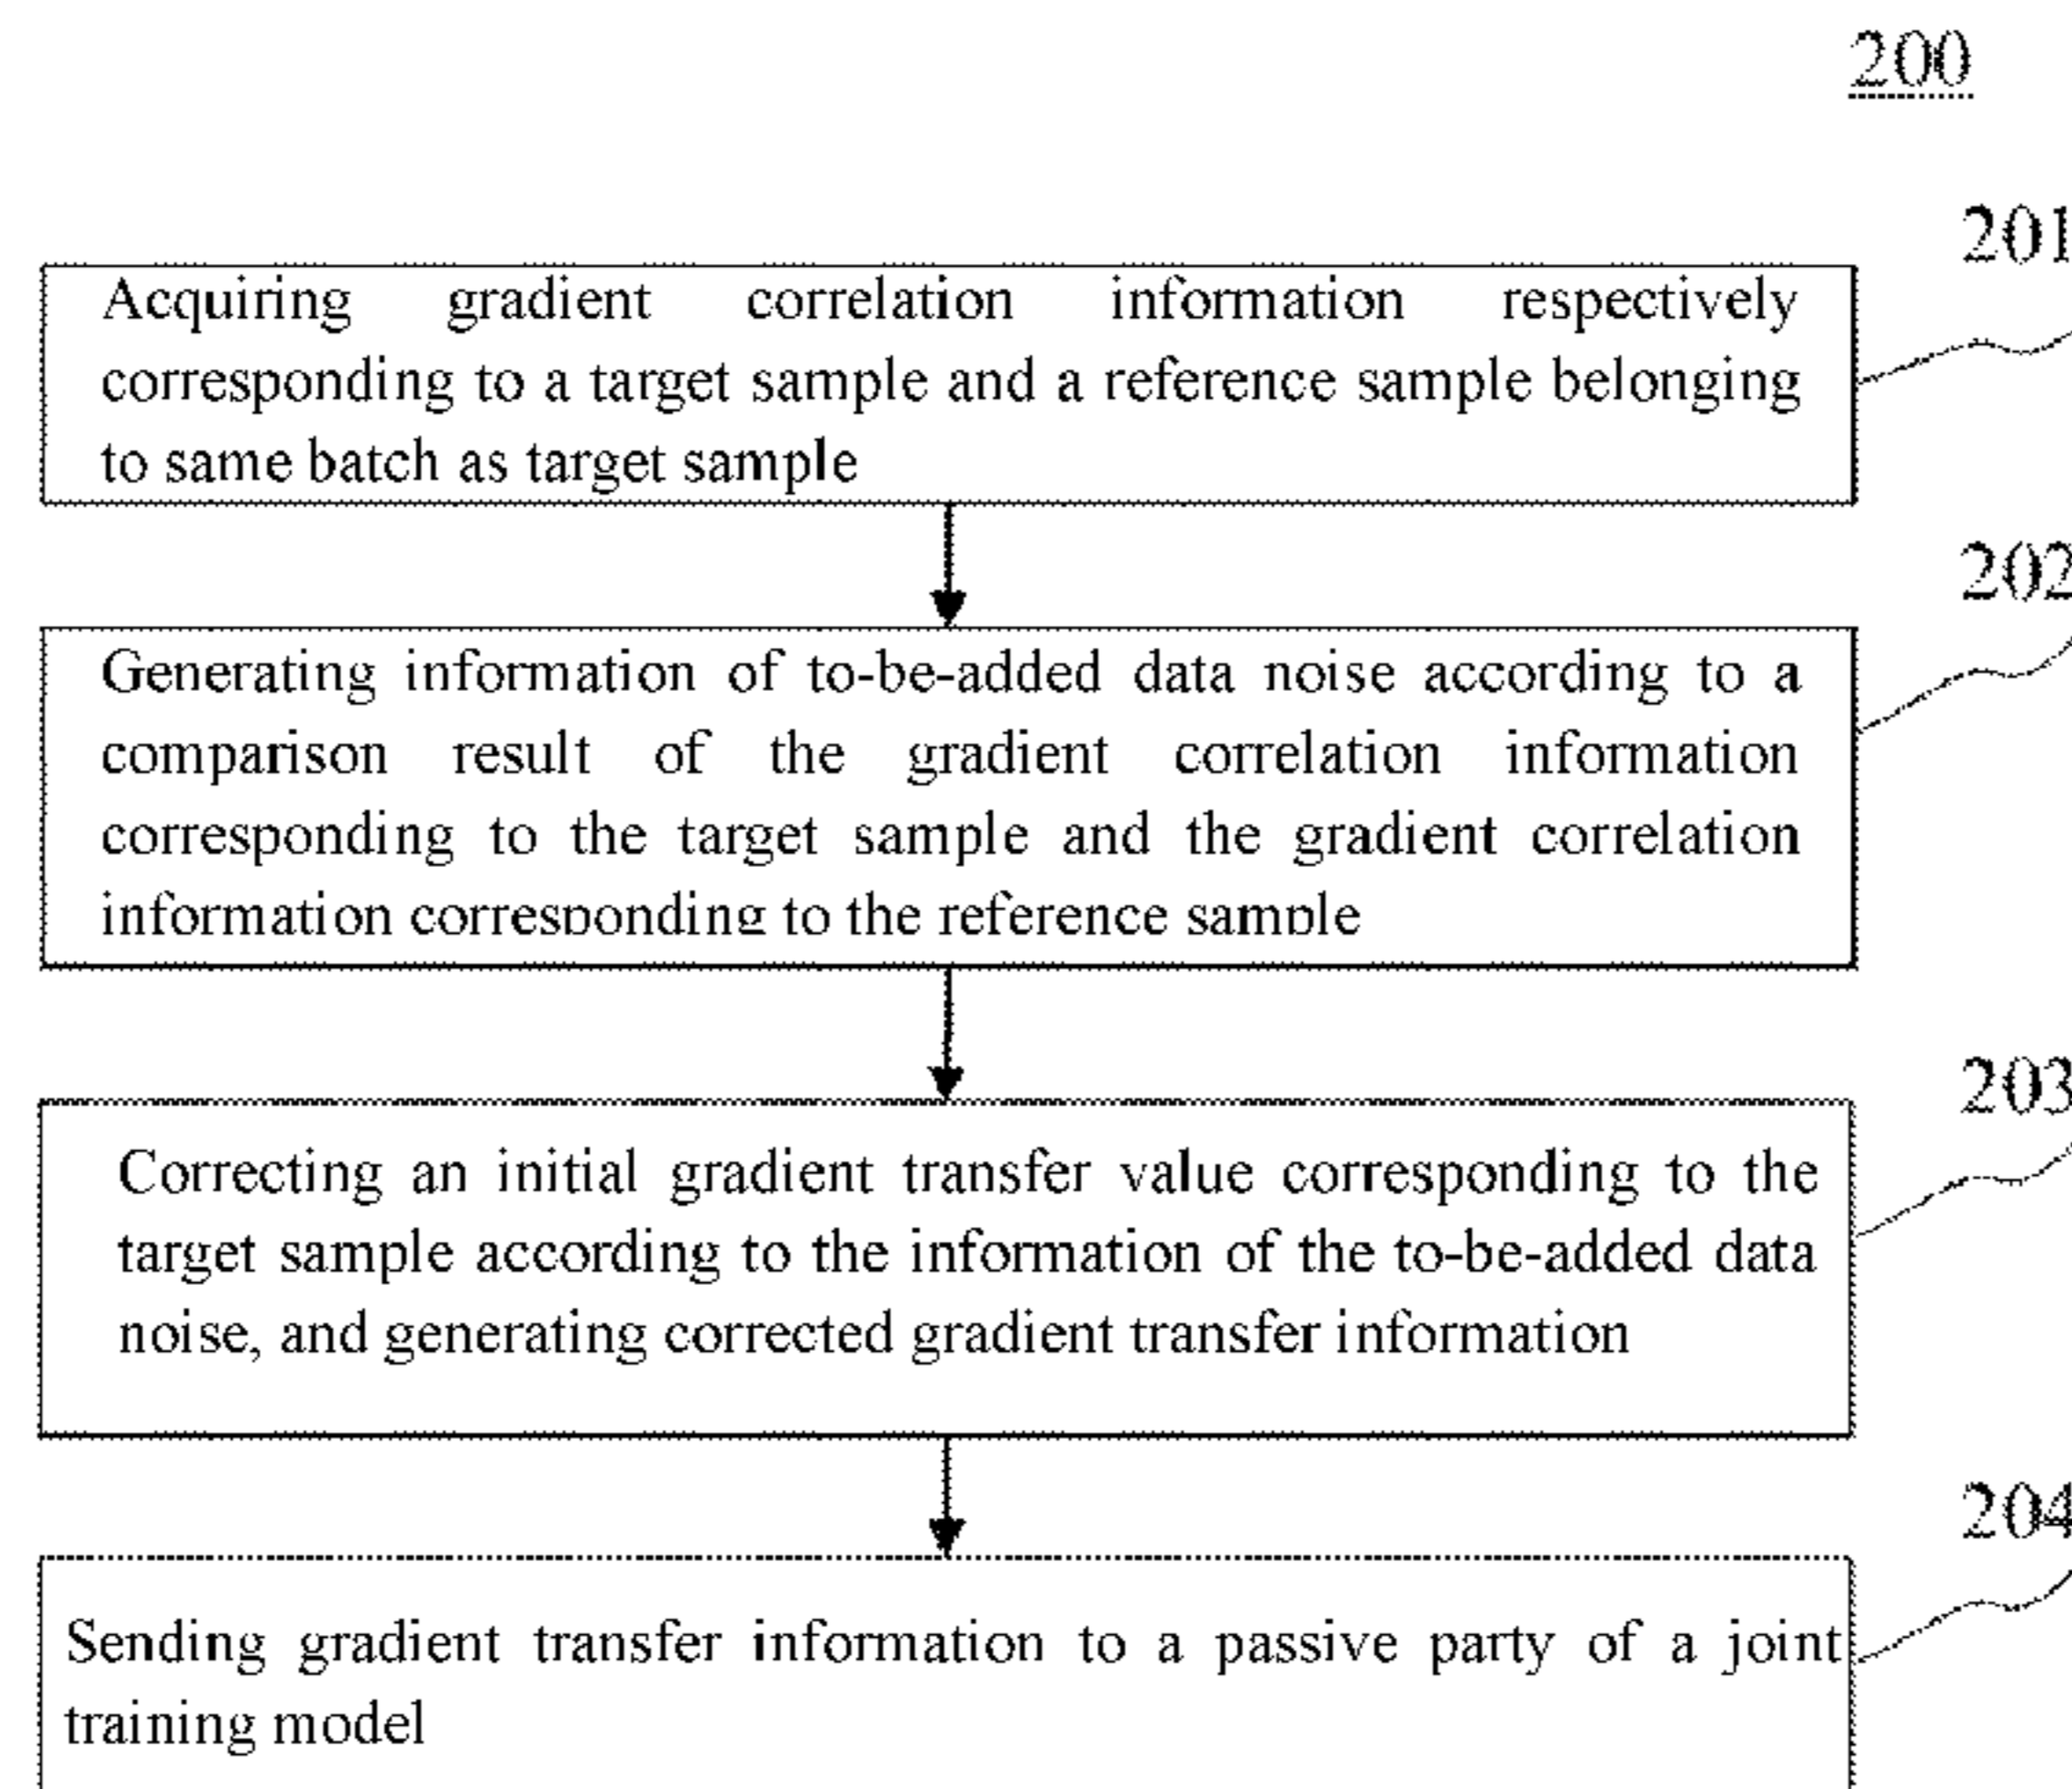 200
201
Acquiring gradient correlation information respectively
corresponding to a target sample and a reference sample belonging
to same batch as target sample
202
Generating information of to-be-added data noise according to a
comparison result of the gradient correlation information
corresponding to the target sample and the gradient correlation
information corresponding to the reference sample
203
Correcting an initial gradient transfer value corresponding to the
target sample according to the information of the to-be-added data
noise, and generating corrected gradient transfer information
204
Sending gradient transfer information to a passive party of a joint
training model